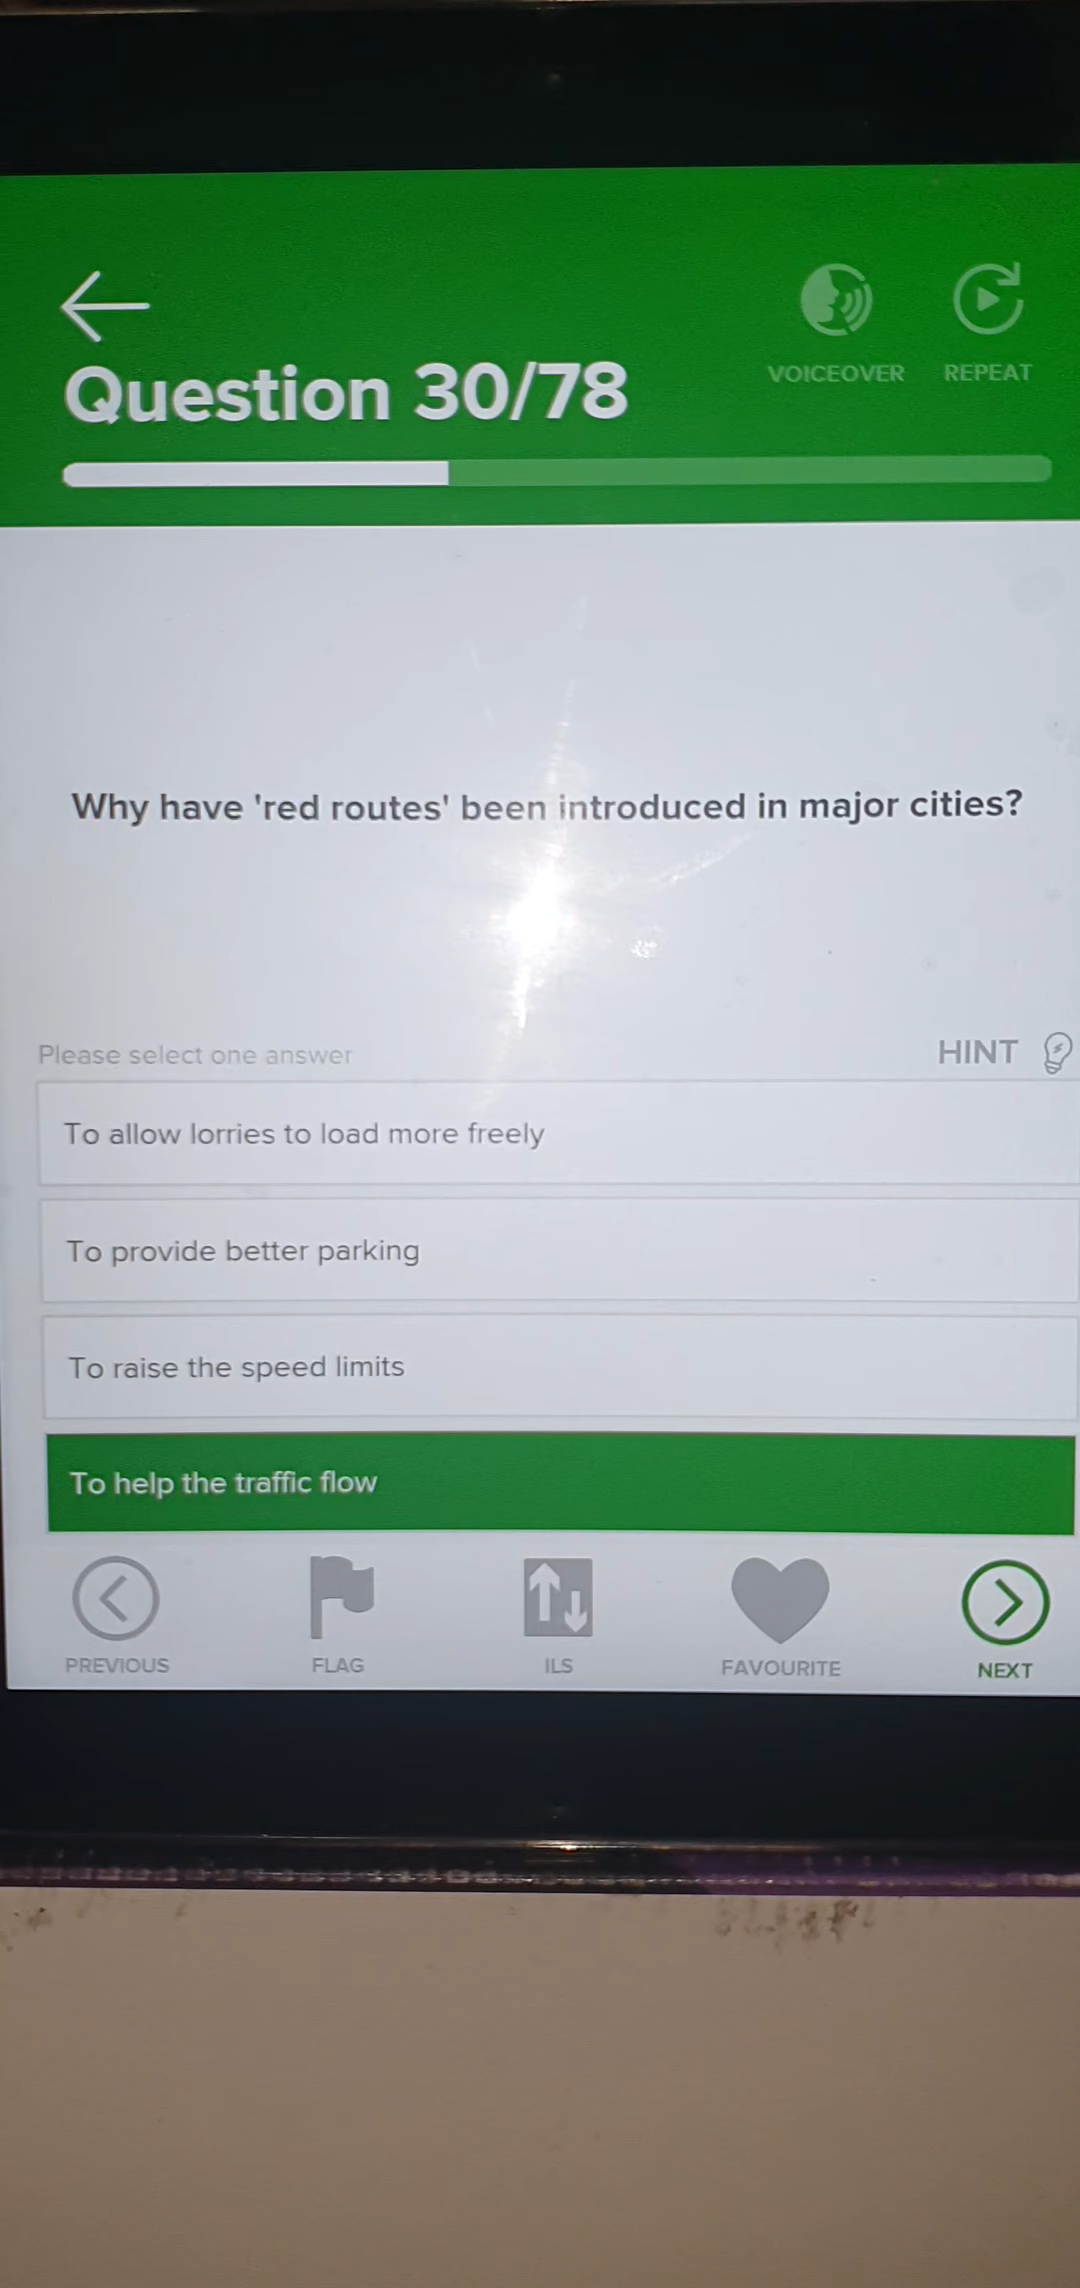 VOICEOVER REPEAT
Question 30/78
Why have 'red routes' been introduced in major cities?
Please select one answer
HINT
To allow lorries to load more freely
To provide better parking
To raise the speed limits
To help the traffic flow
PREVIOUS FLAG ILS FAVOURITE NEXT